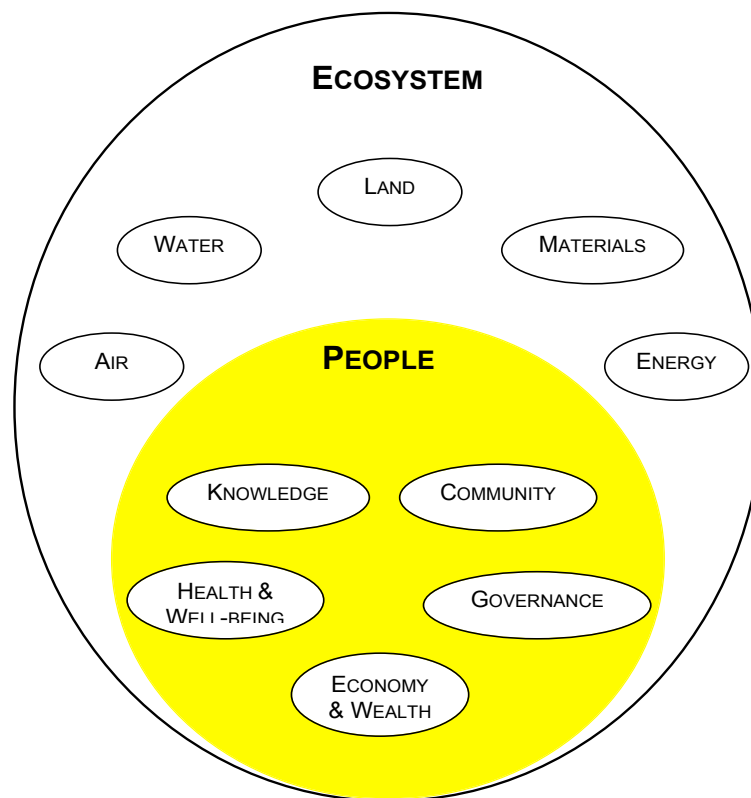 ECOSYSTEM
LAND
WATER
MATERIALS
AIR
PEOPLE
ENERGY
KNOWLEDGE
COMMUNITY
HEALTH &
WELL-BEING
GOVERNANCE
ECONOMY
& WEALTH